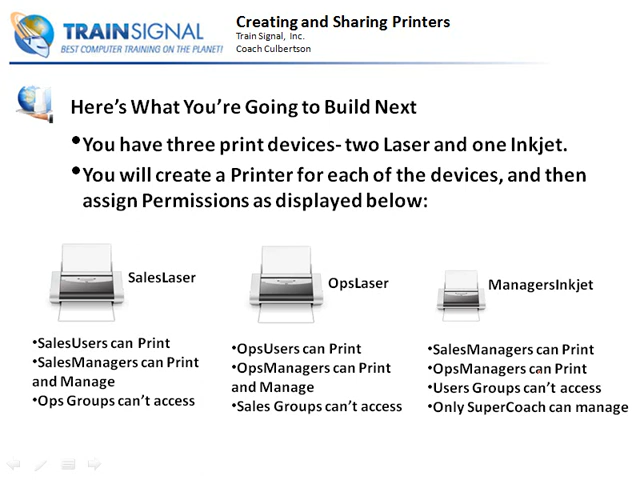 TRAINSIGNAL
BEST COMPUTER TRAINING ON THE PLANET!
Creating and Sharing Printers
Train Signal, Inc.
Coach Culbertson
Here's What You're Going to Build Next
•You have three print devices- two Laser and one Inkjet.
•You will create a Printer for each of the devices, and then
assign Permissions as displayed below:
SalesLaser
•SalesUsers can Print
•SalesManagers can Print
and Manage
•Ops Groups can't access
OpsLaser
•OpsUsers can Print
•OpsManagers can Print
and Manage
•Sales Groups can't access
ManagersInkjet
•SalesManagers can Print
•OpsManagers can Print
•Users Groups can't access
•Only SuperCoach can manage